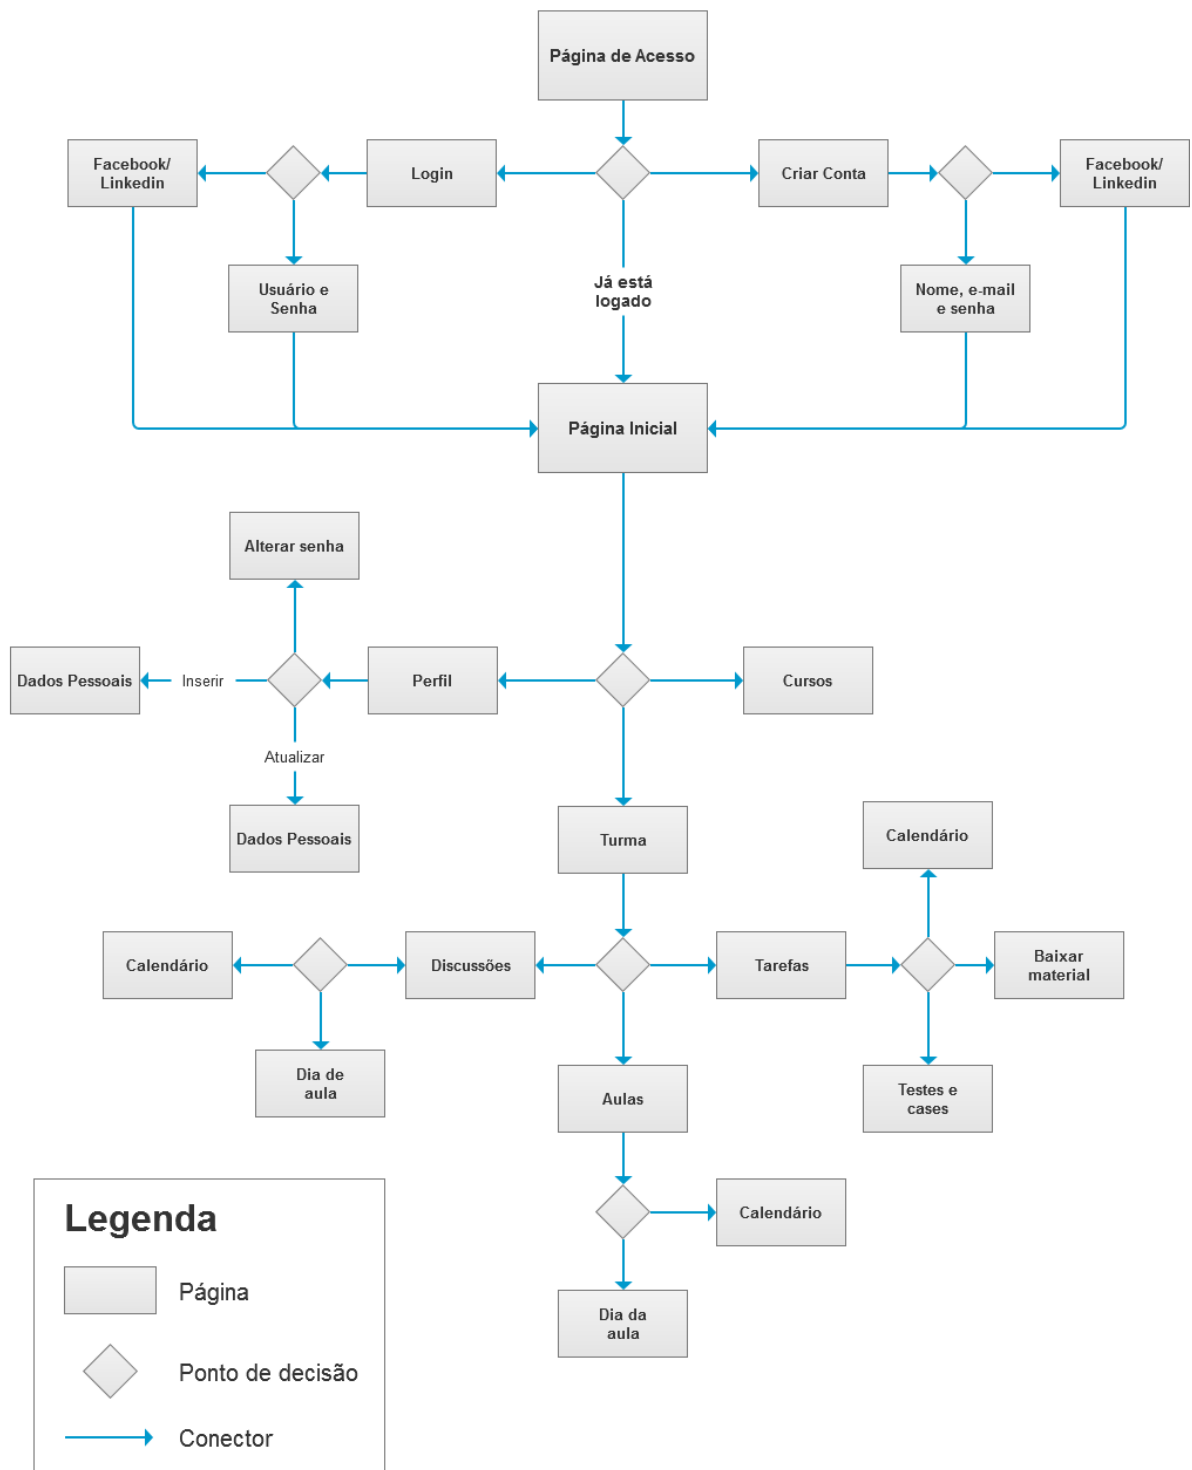 Página de Acesso
Facebook/
Linkedin
Login
Criar Conta
Facebook/
Linkedin
Usuário e
Senha
Já está
logado
Nome, e-mail
e senha
Página Inicial
Alterar senha
Dados Pessoais
Inserir
Perfil
Cursos
Atualizar
Dados Pessoais
Turma
Calendário
Calendário
Discussões
Tarefas
Baixar
material
Dia de
aula
Aulas
Testes e
cases
Calendário
Dia da
aula
Legenda
Página
Ponto de decisão
Conector